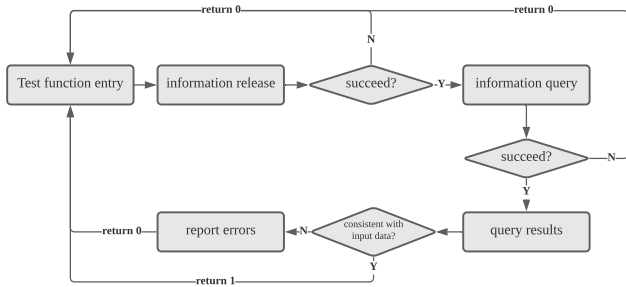 return 0
return 0
N
Test function entry
information release
succeed?
Y
information query
succeed?
N
Y
consistent with
input data?
return 0
report errors
N
query results
Y
return 1